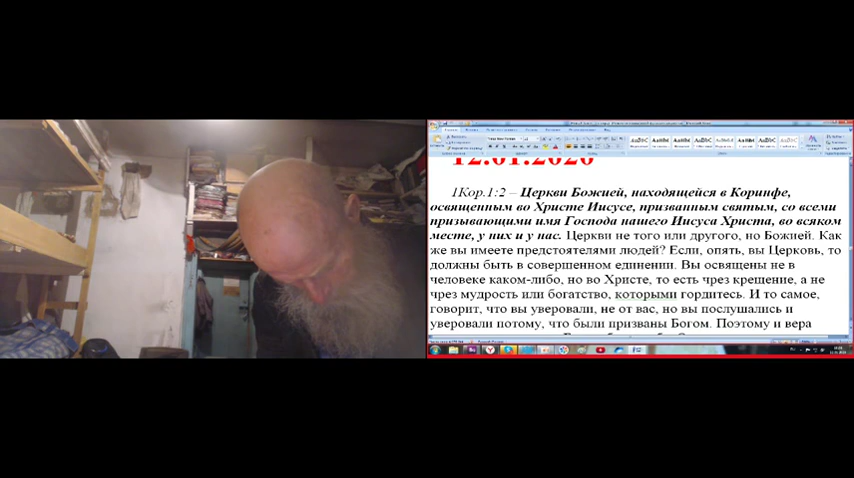 12.01.2020
1Кор.1:2 – Церкви Божией, находящейся в Коринфе,
освященным во Христе Иисусе, призванным святым, со всеми
призывающими имя Господа нашего Иисуса Христа, во всяком
месте, у них и у нас. Церкви не того или другого, но Божией. Как
же вы имеете предстоятелями людей? Если, опять, вы Церковь, то
должны быть в совершенном единении. Вы освящены не в
человеке каком-либо, но во Христе, то есть чрез крещение, а не
чрез мудрость или богатство, которыми гордитесь. И то самое,
говорит, что вы уверовали, не от вас, но вы послушались и
уверовали потому, что были призваны Богом. Поэтому и вера